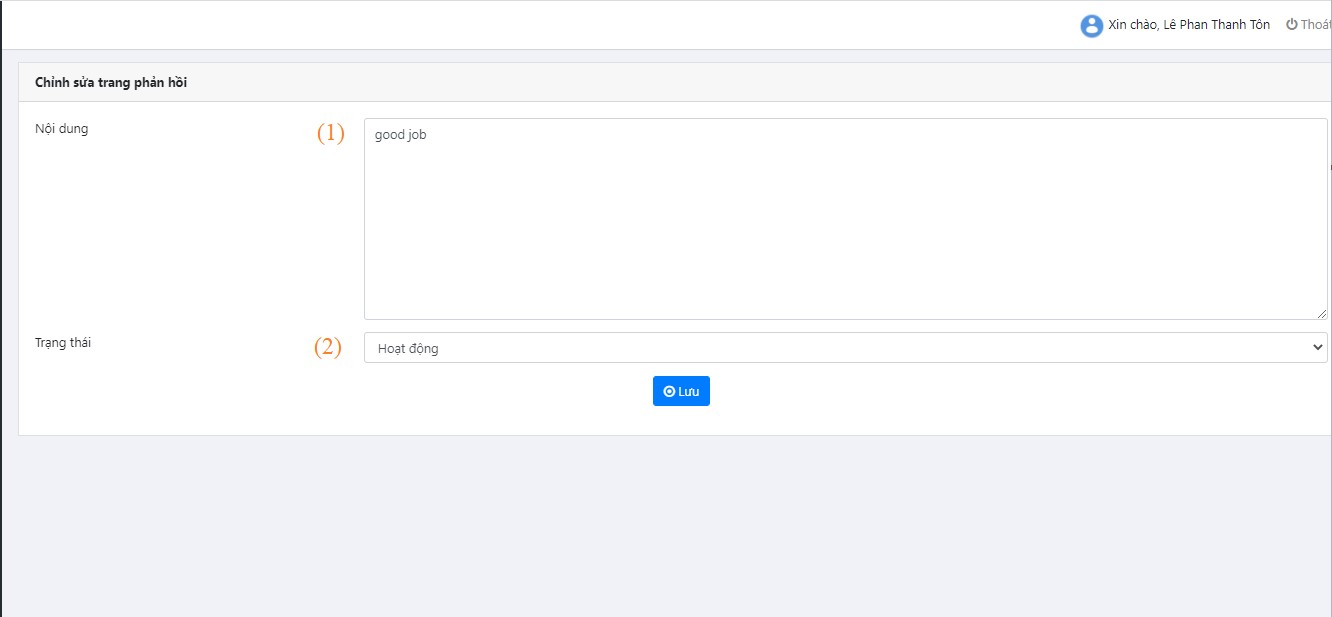 Xin chào, Lê Phan Thanh Tôn Thoát
Chỉnh sửa trang phản hồi
Nội dung (1) good job
Trạng thái (2) Hoạt động
Lưu